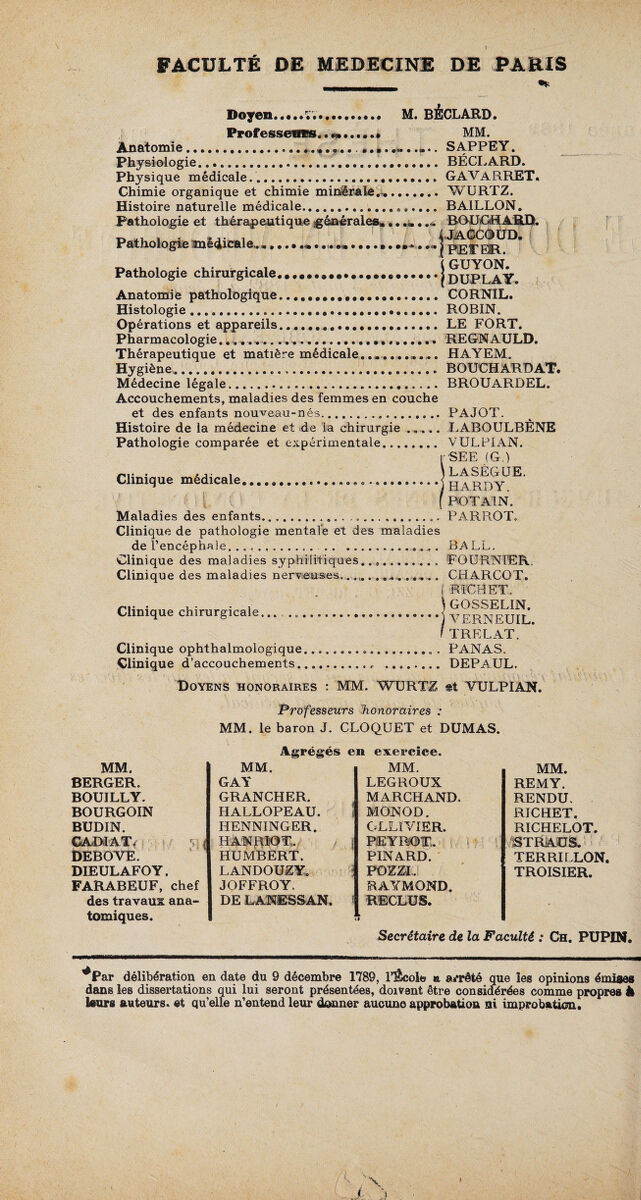 FACULTÉ DE MEDECINE DE PARIS
Doyen................ M. BÉCLARD.
Professeurs.......... MM.
Anatomie.................................. SAPPEY.
Physiologie................................ BÉCLARD.
Physique médicale......................... GAVARRET.
Chimie organique et chimie minérale......... WURTZ.
Histoire naturelle médicale.................. BAILLON.
Pathologie et thérapeutique générales........ BOUCHARD.
Pathologie médicale......................... { JACCOUD.
PETER.
Pathologie chirurgicale...................... { GUYON.
DUPLAY.
Anatomie pathologique...................... CORNIL.
Histologie................................. ROBIN.
Opérations et appareils...................... LE FORT.
Pharmacologie............................. REGNAULD.
Thérapeutique et matière médicale........... HAYEM.
Hygiène................................... BOUCHARDAT.
Médecine légale............................ BROUARDEL.
Accouchements, maladies des femmes en couche
et des enfants nouveau-nés................. PAJOT.
Histoire de la médecine et de la chirurgie ..... LABOULBÈNE
Pathologie comparée et expérimentale........ VULPIAN.
Clinique médicale........................... { SEE (G.)
LASÈGUE.
HARDY.
POTAIN.
Maladies des enfants........................ PARROT.
Clinique de pathologie mentale et des maladies
de l'encéphale............................. BALL.
Clinique des maladies syphilitiques........... FOURNIER.
Clinique des maladies nerveuses.............. CHARCOT.
Clinique chirurgicale........................ { RICHET.
GOSSELIN.
VERNEUIL.
TRÉLAT.
Clinique ophthalmologique................... PANAS.
Clinique d'accouchements.................... DEPAUL.
DOYENS HONORAIRES : MM. WURTZ et VULPIAN.
Professeurs honoraires :
MM. le baron J. CLOQUET et DUMAS.
Agrégés en exercice.
MM. MM. MM. MM.
BERGER. GAY LEGROUX REMY.
BOUILLY. GRANCHER. MARCHAND. RENDU.
BOURGOIN HALLOPEAU. MONOD. RICHET.
BUDIN. HENNINGER. OLLIVIER. RICHELOT.
CADIAT. HANRIOT. PEYROT. STRAUS.
DEBOVE. HUMBERT. PINARD. TERRILLON.
DIEULAFOY. LANDOUZY. POZZI. TROISIER.
FARABEUF, chef JOFFROY. RAYMOND.
des travaux ana- DE LANESSAN. RECLUS.
tomiques.
Secrétaire de la Faculté : CH. PUPIN.
Par délibération en date du 9 décembre 1789, l'École a arrêté que les opinions émises
dans les dissertations qui lui seront présentées, doivent être considérées comme propres à
leurs auteurs. et qu'elle n'entend leur donner aucune approbation ni improbation.